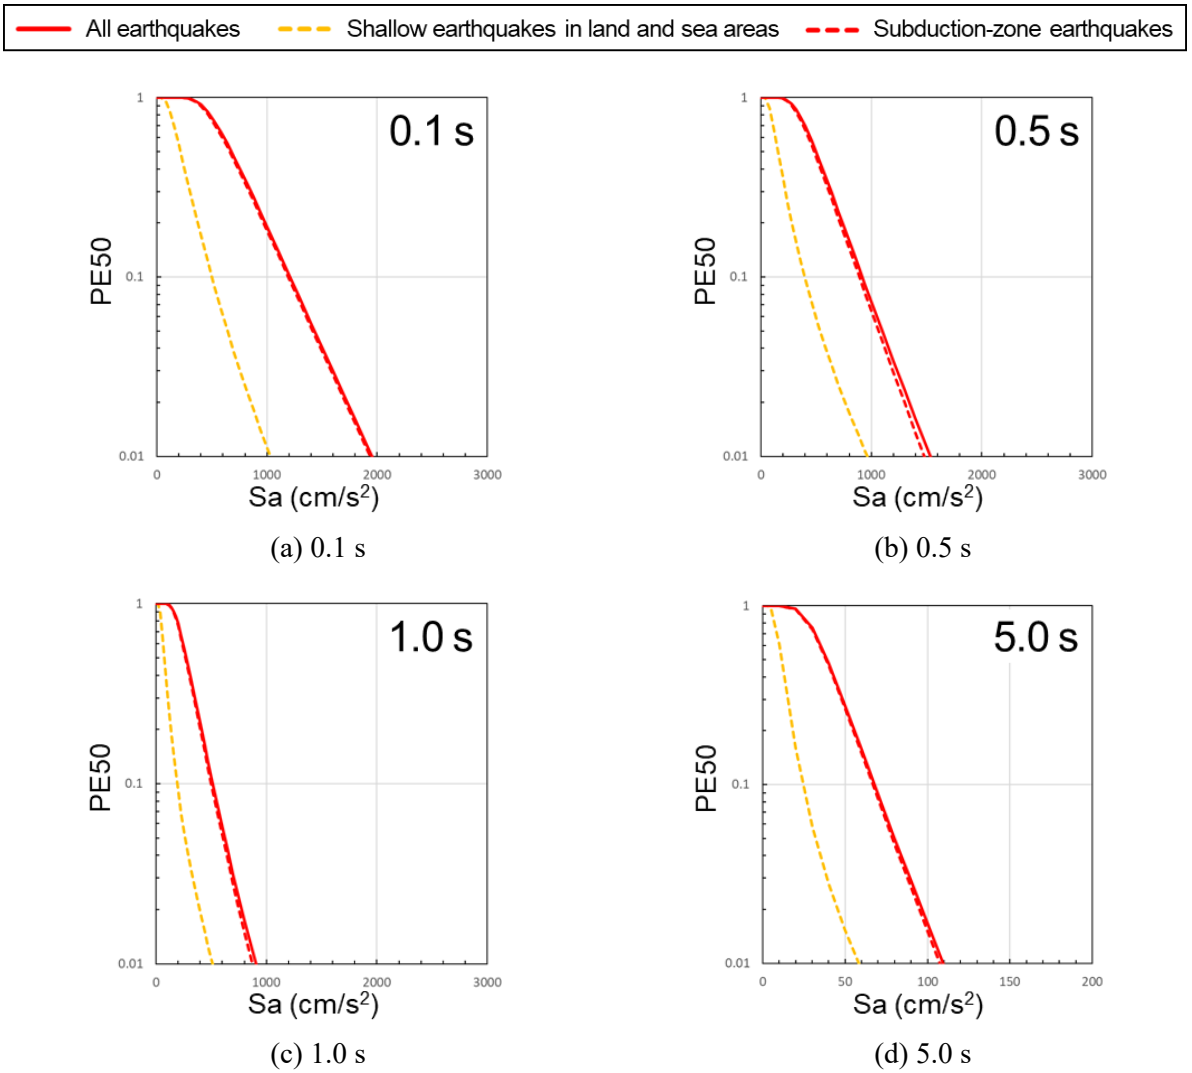 All earthquakes Shallow earthquakes in land and sea areas Subduction-zone earthquakes
0.1 s
1
0.1
0.01
PE50
0 1000 2000 3000
Sa (cm/s²)
(a) 0.1 s
0.5 s
1
0.1
0.01
PE50
0 1000 2000 3000
Sa (cm/s²)
(b) 0.5 s
1.0 s
1
0.1
0.01
PE50
0 1000 2000 3000
Sa (cm/s²)
(c) 1.0 s
5.0 s
1
0.1
0.01
PE50
0 50 100 150 200
Sa (cm/s²)
(d) 5.0 s